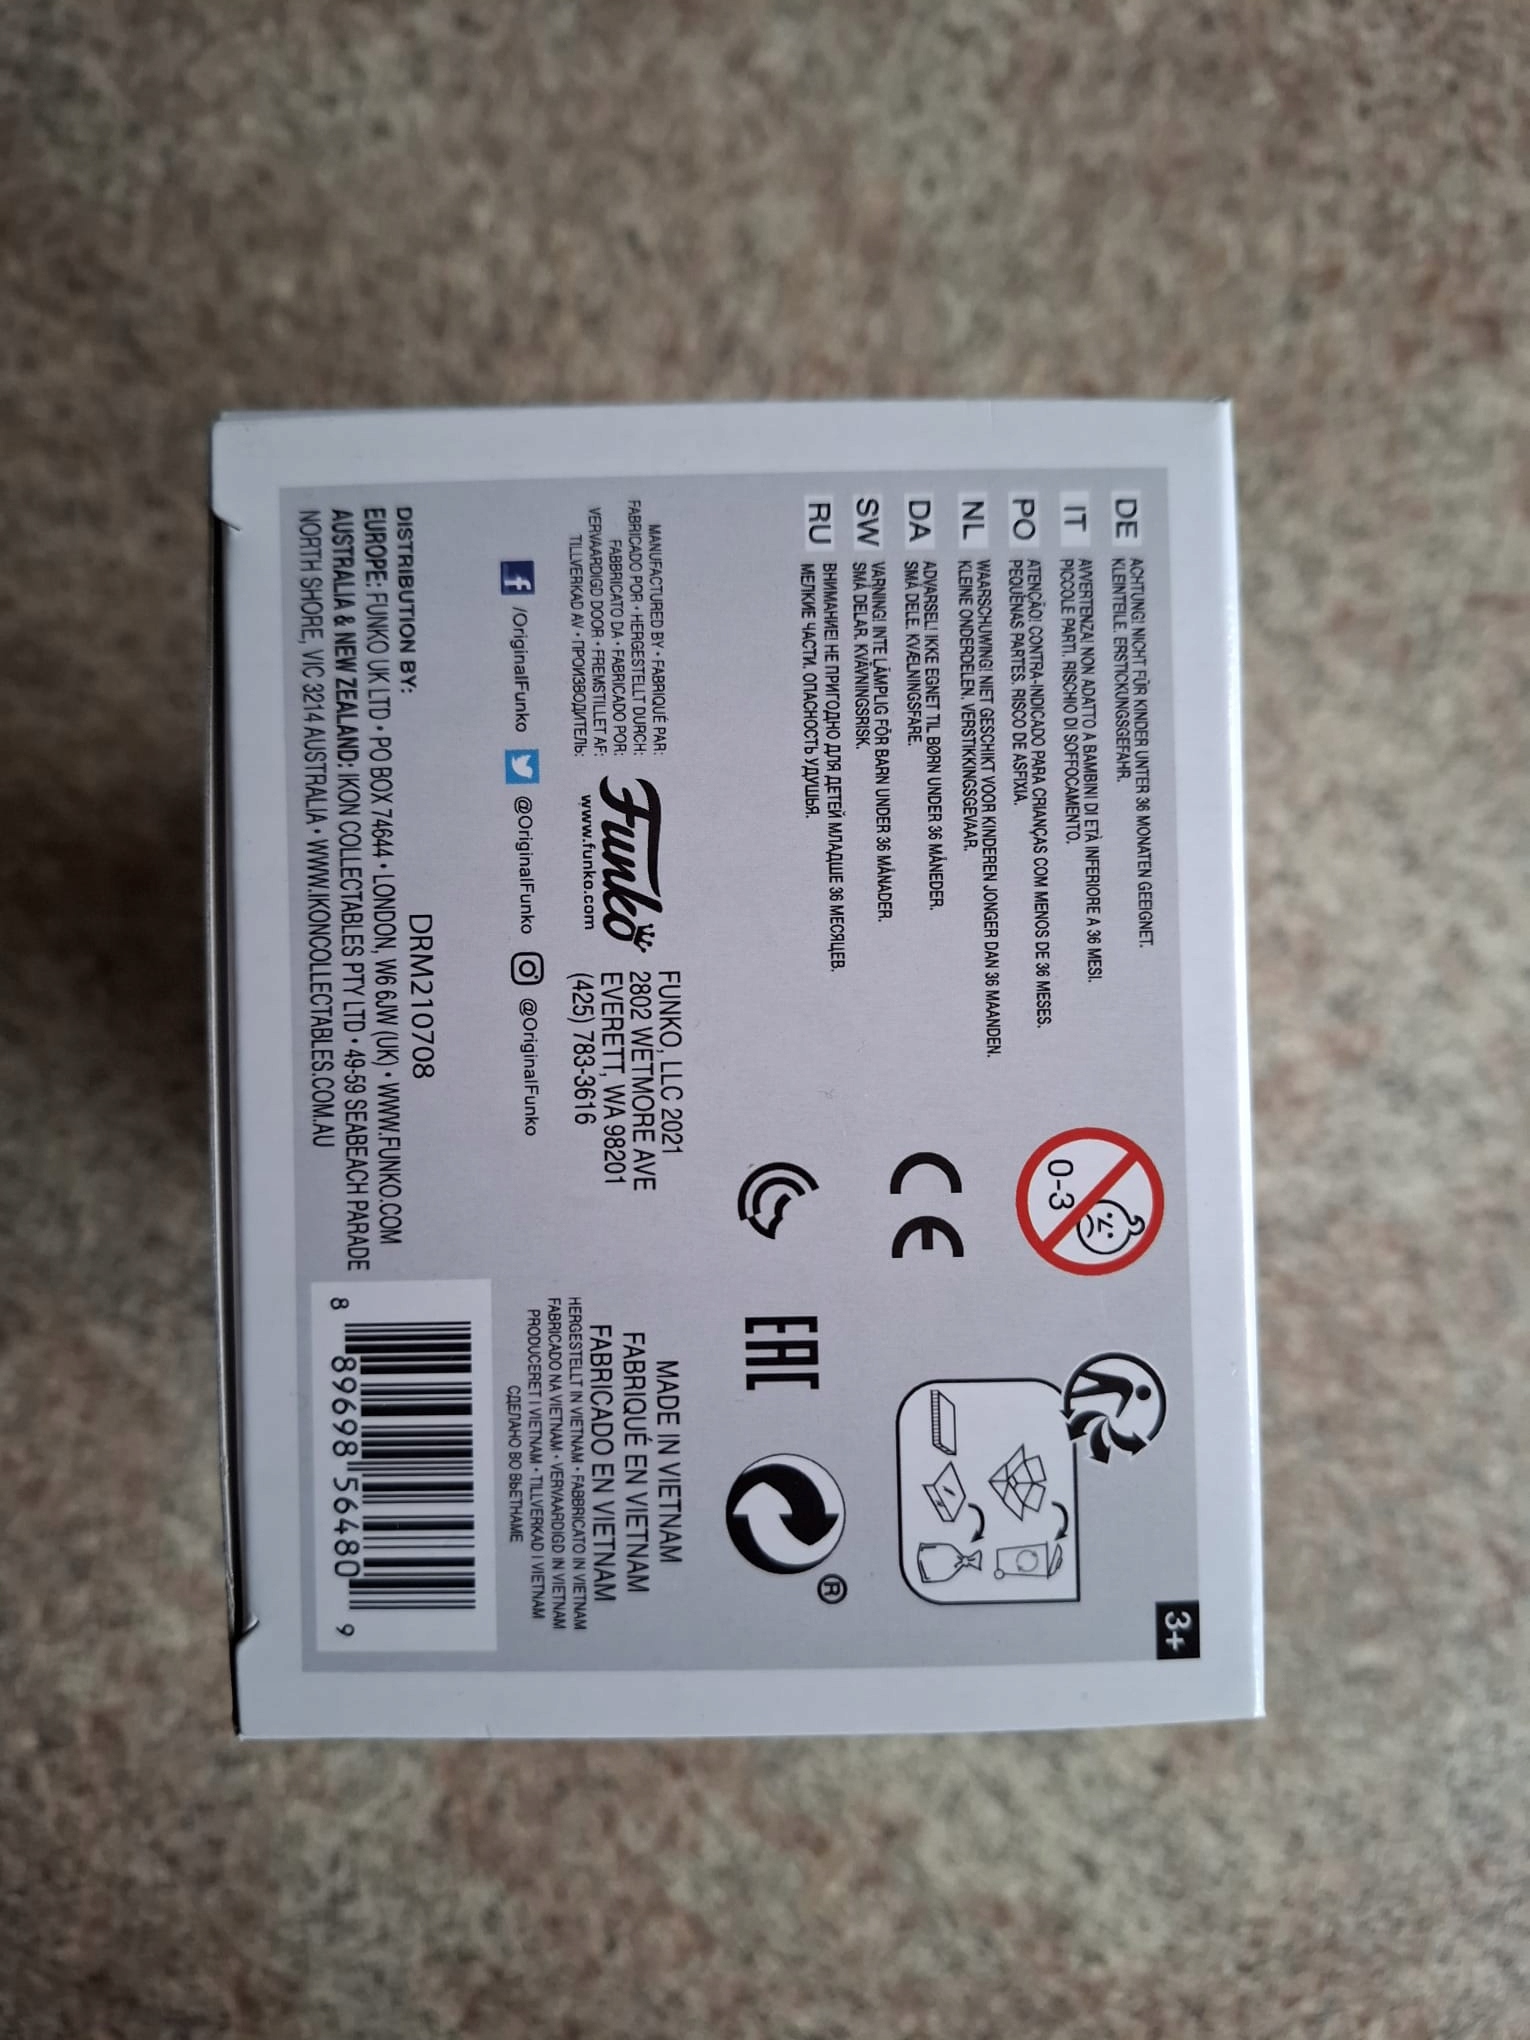 3+
DE ACHTUNG! NICHT FÜR KINDER UNTER 36 MONATEN GEEIGNET.
KLEINTEILE. ERSTICKUNGSGEFAHR.
IT AVVERTENZA! NON ADATTO A BAMBINI DI ETÀ INFERIORE A 36 MESI.
PICCOLE PARTI. RISCHIO DI SOFFOCAMENTO.
PO ATENÇÃO! CONTRA-INDICADO PARA CRIANÇAS COM MENOS DE 36 MESES.
PEQUENAS PARTES. RISCO DE ASFIXIA.
NL WAARSCHUWING! NIET GESCHIKT VOOR KINDEREN JONGER DAN 36 MAANDEN.
KLEINE ONDERDELEN. VERSTIKKINGSGEVAAR.
DA ADVARSEL! IKKE EGNET TIL BØRN UNDER 36 MÅNEDER.
SMÅ DELE. KVÆLNINGSFARE.
SW VARNING! INTE LÄMPLIG FÖR BARN UNDER 36 MÅNADER.
SMÅ DELAR. KVÄVNINGSRISK.
RU ВНИМАНИЕ! НЕ ПРИГОДНО ДЛЯ ДЕТЕЙ МЛАДШЕ 36 МЕСЯЦЕВ.
МЕЛКИЕ ЧАСТИ. ОПАСНОСТЬ УДУШЬЯ.
0-3
CE
EAC
®
MANUFACTURED BY • FABRIQUÉ PAR:
FABRICADO POR • HERGESTELLT DURCH:
FABBRICATO DA • FABRICADO POR:
VERVAARDIGD DOOR • FREMSTILLET AF:
TILLVERKAD AV • ПРОИЗВОДИТЕЛЬ:
Funko
www.funko.com
FUNKO, LLC 2021
2802 WETMORE AVE
EVERETT, WA 98201
(425) 783-3616
MADE IN VIETNAM
FABRIQUÉ EN VIETNAM
FABRICADO EN VIETNAM
HERGESTELLT IN VIETNAM • FABBRICATO IN VIETNAM
FABRICADO NA VIETNAM • VERVAARDIGD IN VIETNAM
PRODUCERET I VIETNAM • TILLVERKAD I VIETNAM
СДЕЛАНО ВО ВЬЕТНАМЕ
f /OriginalFunko @OriginalFunko @OriginalFunko
DRM210708
DISTRIBUTION BY:
EUROPE: FUNKO UK LTD • PO BOX 74644 • LONDON, W6 6JW (UK) • WWW.FUNKO.COM
AUSTRALIA & NEW ZEALAND: IKON COLLECTABLES PTY LTD • 49-59 SEABEACH PARADE
NORTH SHORE, VIC 3214 AUSTRALIA • WWW.IKONCOLLECTABLES.COM.AU
8 89698 56480 9